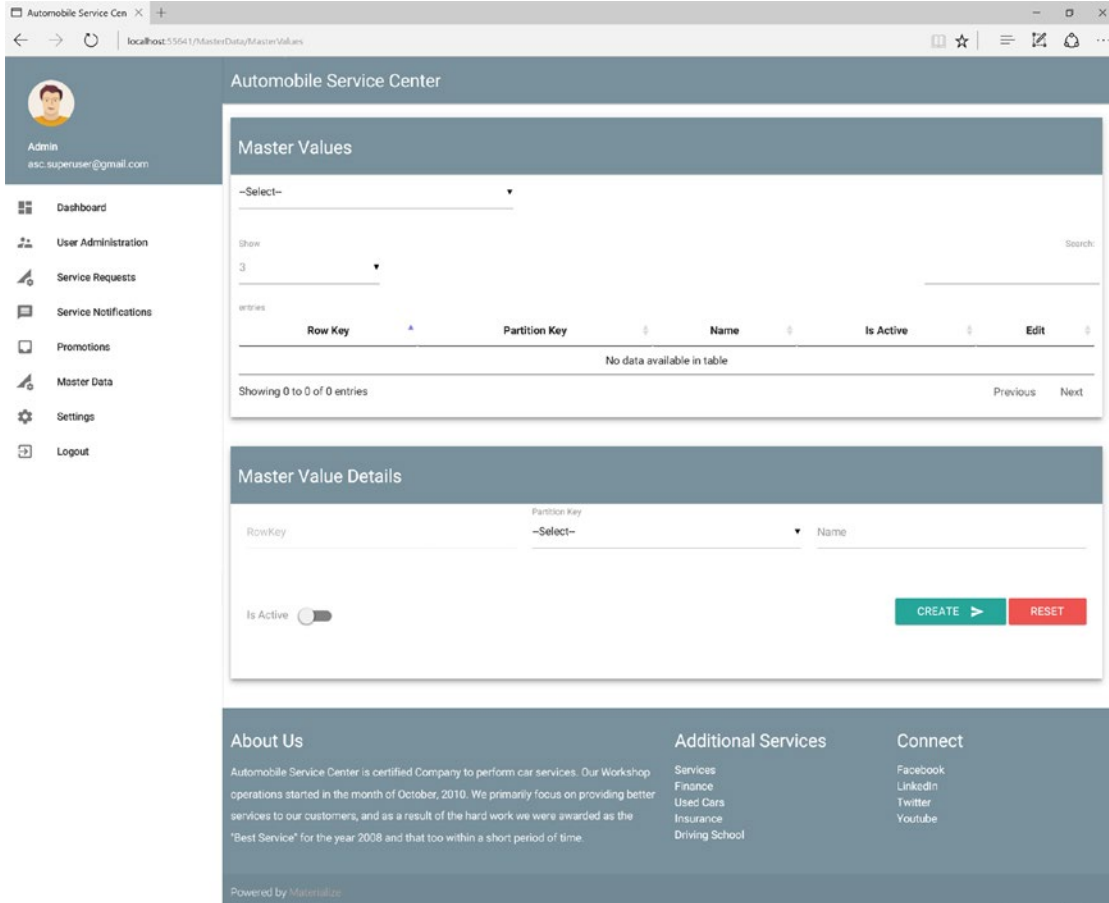 Automobile Service Cen
localhost:55641/MasterData/MasterValues
Admin
asc.superuser@gmail.com
Dashboard
User Administration
Service Requests
Service Notifications
Promotions
Master Data
Settings
Logout
Automobile Service Center
Master Values
--Select--
Show
3
entries
Search:
Row Key Partition Key Name Is Active Edit
No data available in table
Showing 0 to 0 of 0 entries
Previous Next
Master Value Details
RowKey
Partition Key
--Select--
Name
Is Active
CREATE
RESET
About Us
Automobile Service Center is certified Company to perform car services. Our Workshop
operations started in the month of October, 2010. We primarily focus on providing better
services to our customers, and as a result of the hard work we were awarded as the
"Best Service" for the year 2008 and that too within a short period of time.
Additional Services
Services
Finance
Used Cars
Insurance
Driving School
Connect
Facebook
LinkedIn
Twitter
Youtube
Powered by Materialize